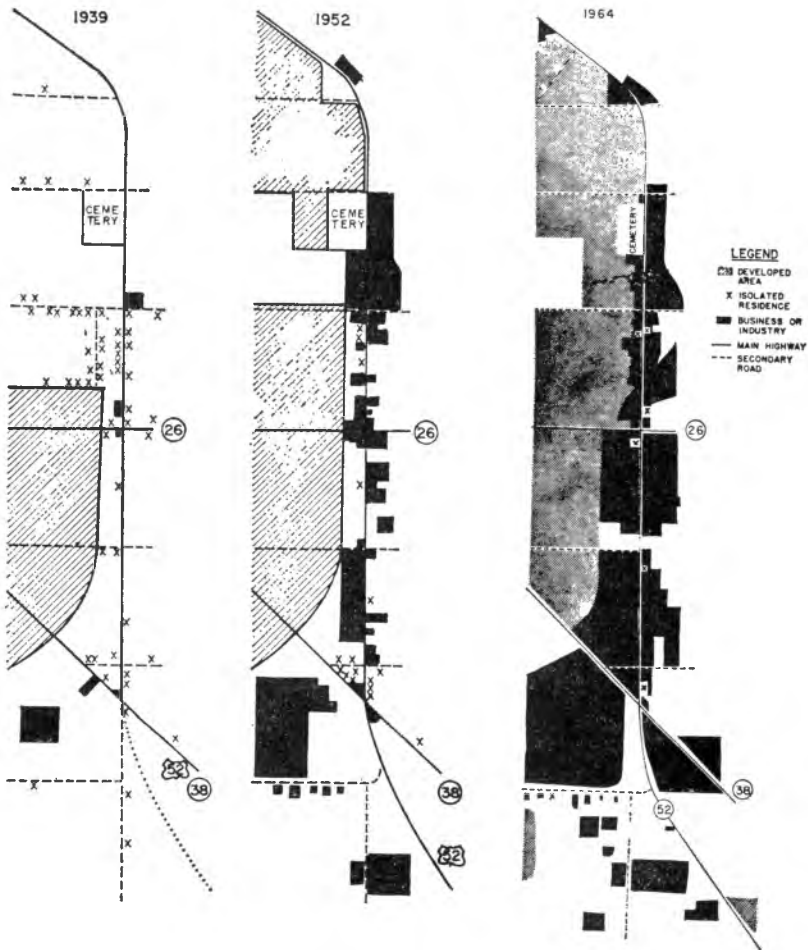 1939
1952
1964
CEME
TERY
CEME
TERY
CEMETERY
LEGEND
DEVELOPED
AREA
X ISOLATED
RESIDENCE
BUSINESS OR
INDUSTRY
MAIN HIGHWAY
SECONDARY
ROAD
26
26
26
52
38
38
52
38
52